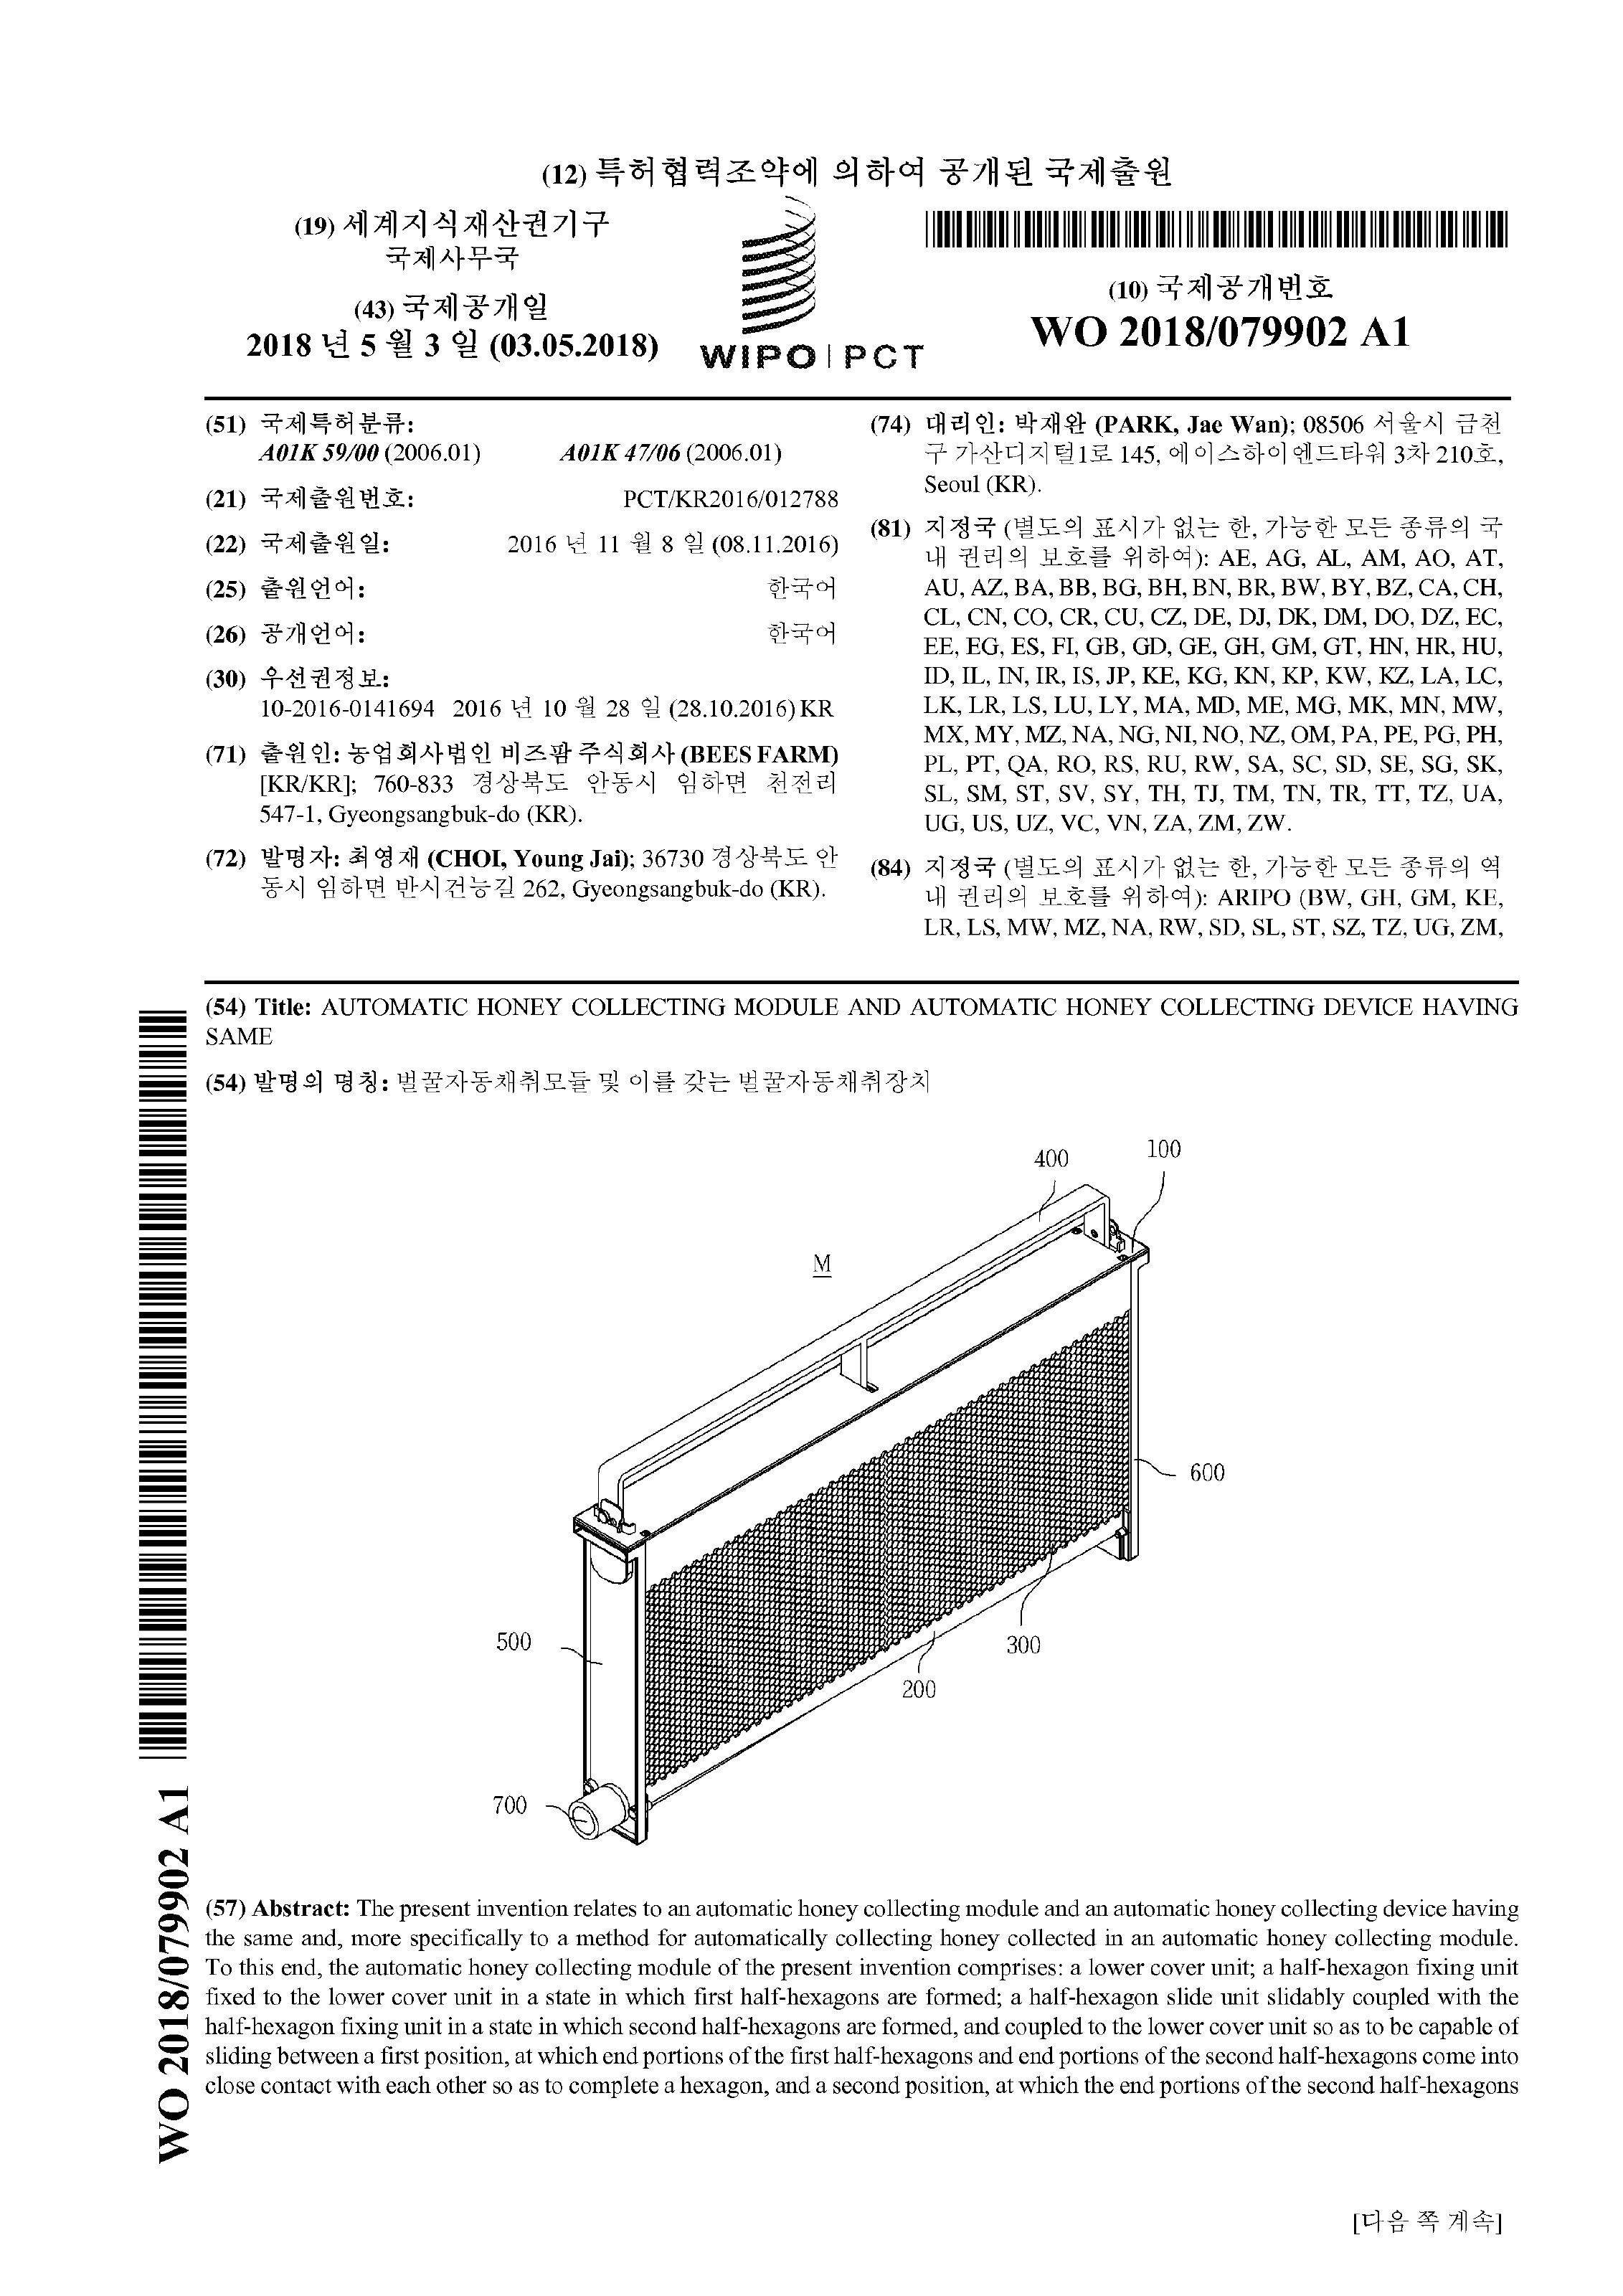 (12) 특허협력조약에 의하여 공개된 국제출원
(19) 세계지식재산권기구
국제사무국
(43) 국제공개일
2018 년 5 월 3 일 (03.05.2018)
WIPO | PCT
(10) 국제공개번호
WO 2018/079902 A1
(51) 국제특허분류:
A01K 59/00 (2006.01) A01K 47/06 (2006.01)
(21) 국제출원번호: PCT/KR2016/012788
(22) 국제출원일: 2016 년 11 월 8 일 (08.11.2016)
(25) 출원언어: 한국어
(26) 공개언어: 한국어
(30) 우선권정보:
10-2016-0141694 2016 년 10 월 28 일 (28.10.2016) KR
(71) 출원인: 농업회사법인 비즈팜 주식회사 (BEES FARM)
[KR/KR]; 760-833 경상북도 안동시 임하면 천전리
547-1, Gyeongsangbuk-do (KR).
(72) 발명자: 최영재 (CHOI, Young Jai); 36730 경상북도 안
동시 임하면 반시건능길 262, Gyeongsangbuk-do (KR).
(74) 대리인: 박재완 (PARK, Jae Wan); 08506 서울시 금천
구 가산디지털1로 145, 에이스하이엔드타워 3차 210호,
Seoul (KR).
(81) 지정국 (별도의 표시가 없는 한, 가능한 모든 종류의 국
내 권리의 보호를 위하여): AE, AG, AL, AM, AO, AT,
AU, AZ, BA, BB, BG, BH, BN, BR, BW, BY, BZ, CA, CH,
CL, CN, CO, CR, CU, CZ, DE, DJ, DK, DM, DO, DZ, EC,
EE, EG, ES, FI, GB, GD, GE, GH, GM, GT, HN, HR, HU,
ID, IL, IN, IR, IS, JP, KE, KG, KN, KP, KW, KZ, LA, LC,
LK, LR, LS, LU, LY, MA, MD, ME, MG, MK, MN, MW,
MX, MY, MZ, NA, NG, NI, NO, NZ, OM, PA, PE, PG, PH,
PL, PT, QA, RO, RS, RU, RW, SA, SC, SD, SE, SG, SK,
SL, SM, ST, SV, SY, TH, TJ, TM, TN, TR, TT, TZ, UA,
UG, US, UZ, VC, VN, ZA, ZM, ZW.
(84) 지정국 (별도의 표시가 없는 한, 가능한 모든 종류의 역
내 권리의 보호를 위하여): ARIPO (BW, GH, GM, KE,
LR, LS, MW, MZ, NA, RW, SD, SL, ST, SZ, TZ, UG, ZM,
(54) Title: AUTOMATIC HONEY COLLECTING MODULE AND AUTOMATIC HONEY COLLECTING DEVICE HAVING
SAME
(54) 발명의 명칭: 벌꿀자동채취모듈 및 이를 갖는 벌꿀자동채취장치
400
100
M
600
500
300
200
700
(57) Abstract: The present invention relates to an automatic honey collecting module and an automatic honey collecting device having
the same and, more specifically to a method for automatically collecting honey collected in an automatic honey collecting module.
To this end, the automatic honey collecting module of the present invention comprises: a lower cover unit; a half-hexagon fixing unit
fixed to the lower cover unit in a state in which first half-hexagons are formed; a half-hexagon slide unit slidably coupled with the
half-hexagon fixing unit in a state in which second half-hexagons are formed, and coupled to the lower cover unit so as to be capable of
sliding between a first position, at which end portions of the first half-hexagons and end portions of the second half-hexagons come into
close contact with each other so as to complete a hexagon, and a second position, at which the end portions of the second half-hexagons
WO 2018/079902 A1
[다음 쪽 계속]